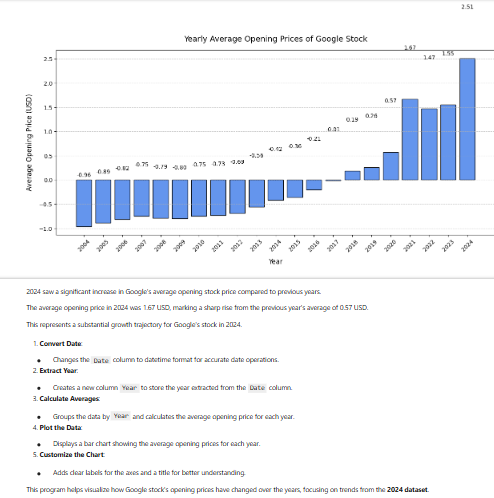 2.51
Yearly Average Opening Prices of Google Stock
Average Opening Price (USD)
2.5
2.0
1.5
1.0
0.5
0.0
-0.5
-1.0
-0.96
-0.89
-0.82
-0.75
-0.79
-0.80
-0.75
-0.73
-0.69
-0.56
-0.42
-0.36
-0.21
-0.01
0.19
0.26
0.57
1.67
1.47
1.55
2004
2005
2006
2007
2008
2009
2010
2011
2012
2013
2014
2015
2016
2017
2018
2019
2020
2021
2022
2023
2024
Year
2024 saw a significant increase in Google's average opening stock price compared to previous years.
The average opening price in 2024 was 1.67 USD, marking a sharp rise from the previous year's average of 0.57 USD.
This represents a substantial growth trajectory for Google's stock in 2024.
1. Convert Date:
• Changes the Date column to datetime format for accurate date operations.
2. Extract Year:
• Creates a new column Year to store the year extracted from the Date column.
3. Calculate Averages:
• Groups the data by Year and calculates the average opening price for each year.
4. Plot the Data:
• Displays a bar chart showing the average opening prices for each year.
5. Customize the Chart:
• Adds clear labels for the axes and a title for better understanding.
This program helps visualize how Google stock's opening prices have changed over the years, focusing on trends from the 2024 dataset.